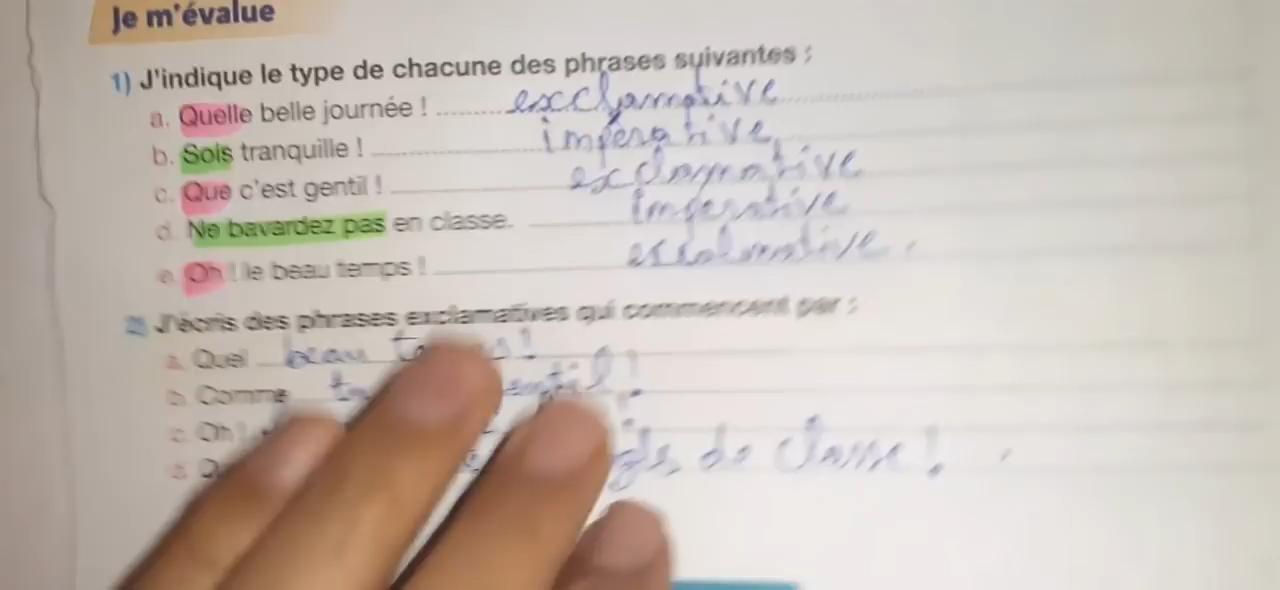 Je m'évalue
1) J'indique le type de chacune des phrases suivantes :
a. Quelle belle journée ! exclamative
b. Sois tranquille ! impérative
c. Que c'est gentil ! exclamative
d. Ne bavardez pas en classe. impérative
e. Oh ! le beau temps ! exclamative.
2) J'écris des phrases exclamatives qui commencent par :
a. Quel beau
b. Comme
c. Oh !
de classe !